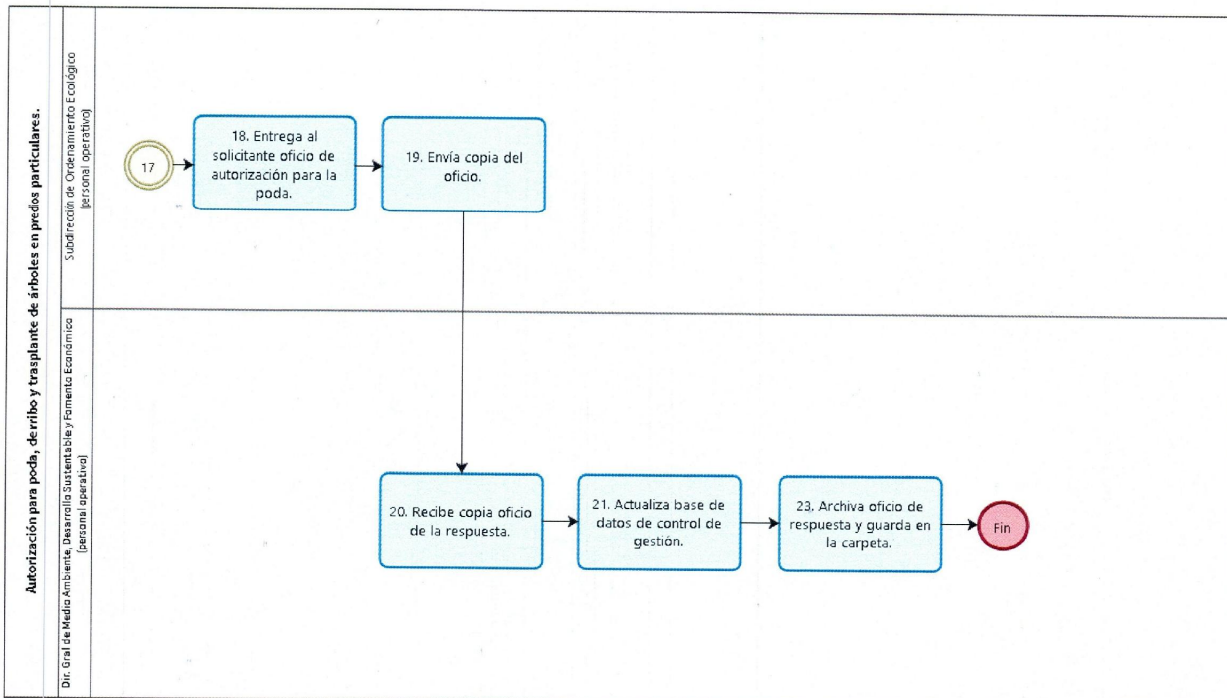 Autorización para poda, derribo y trasplante de árboles en predos particulares.
Subdirección de Ordenamiento Ecológico
(personal operativo)
17
18. Entrega al
solicitante oficio de
autorización para la
poda.
19. Envía copia del
oficio.
Dir. Gral de Medio Ambiente, Desarrollo Sustentable y Fomento Económico
(personal operativo)
20. Recibe copia oficio
de la respuesta.
21. Actualiza base de
datos de control de
gestión.
23. Archiva oficio de
respuesta y guarda en
la carpeta.
Fin